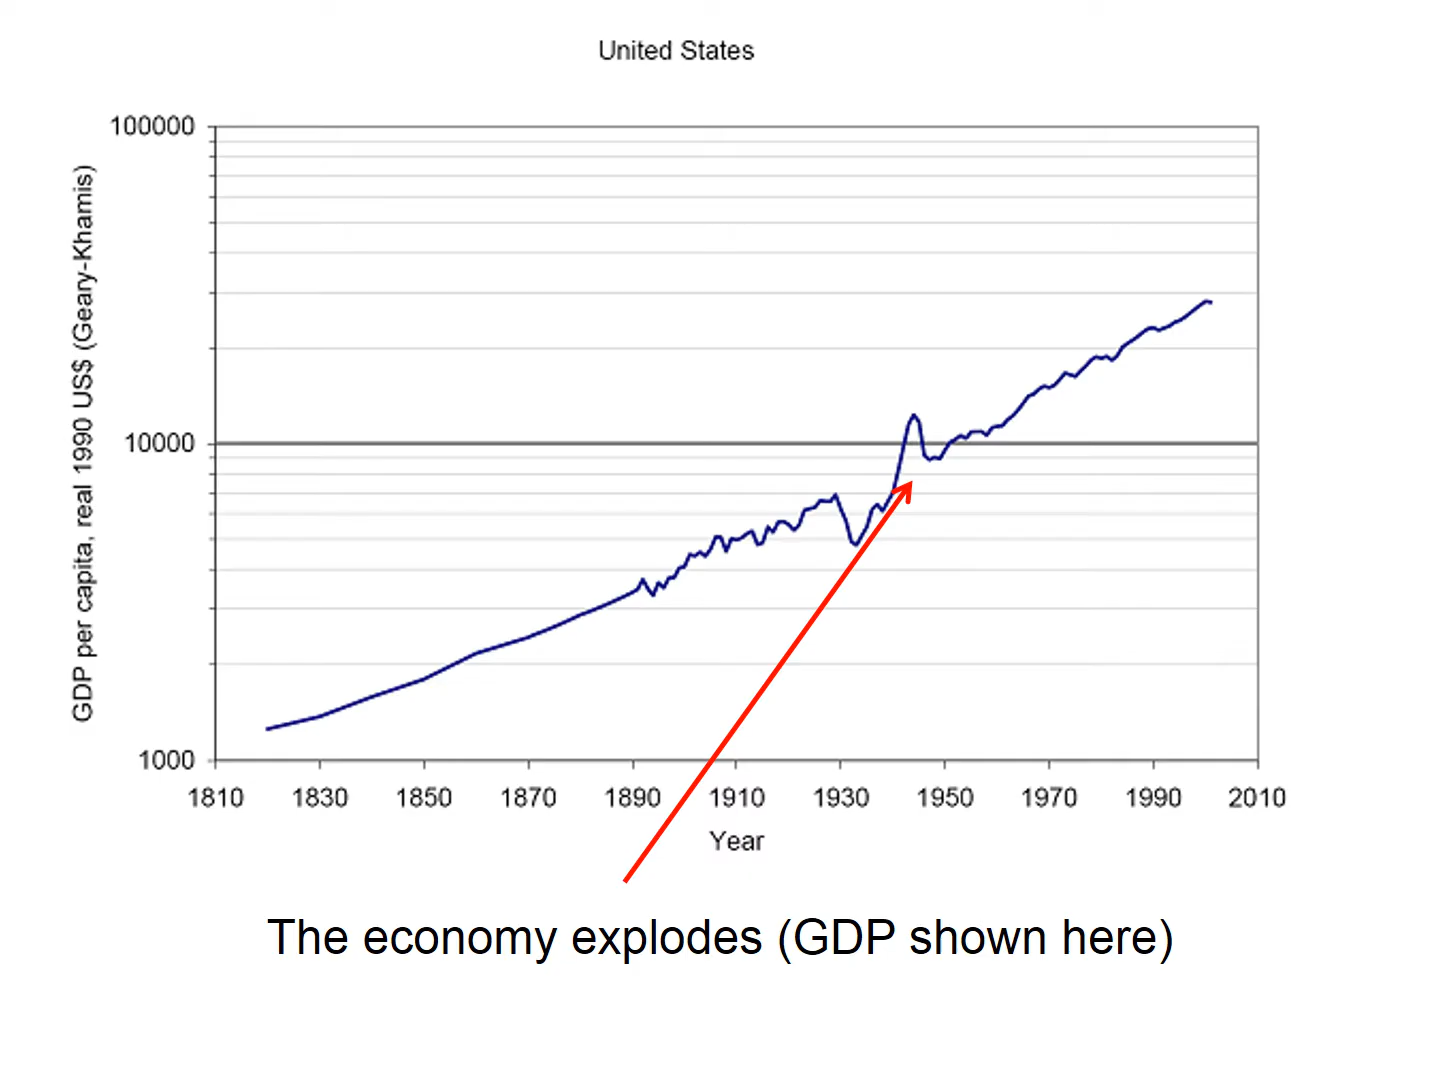 United States
100000
10000
1000
GDP per capita, real 1990 US$ (Geary-Khamis)
1810 1830 1850 1870 1890 1910 1930 1950 1970 1990 2010
Year
The economy explodes (GDP shown here)